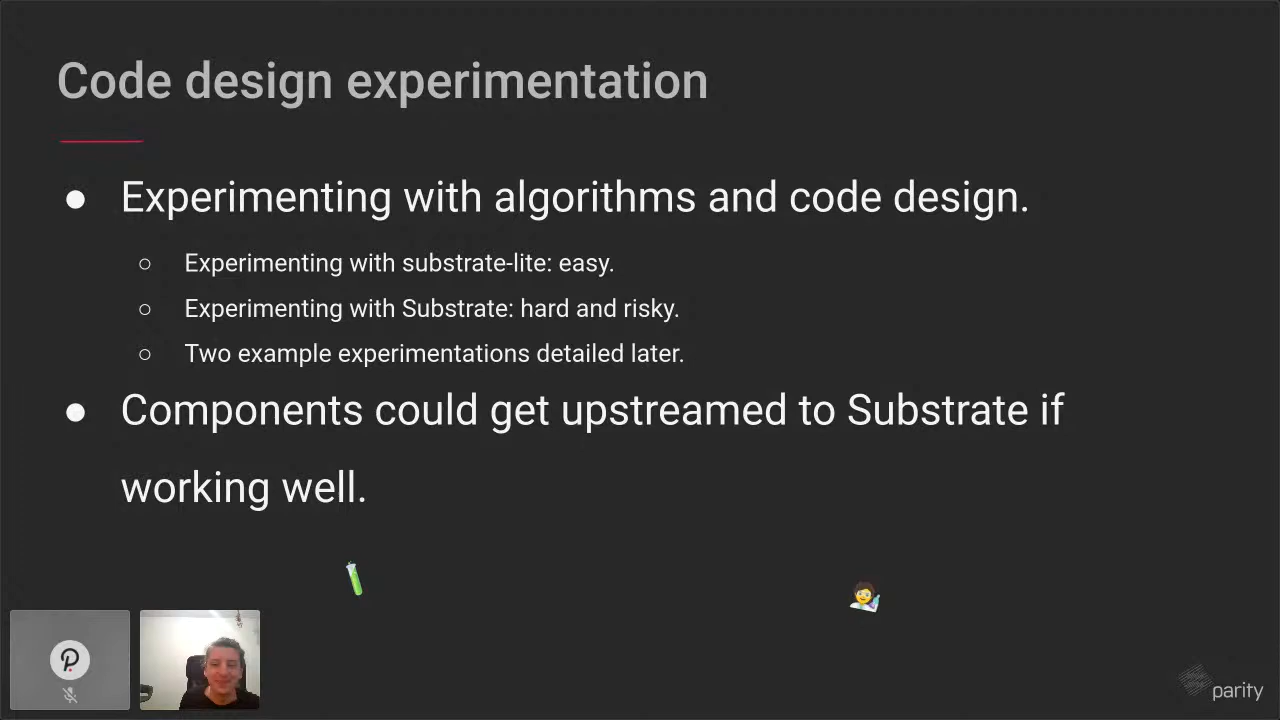 Code design experimentation
● Experimenting with algorithms and code design.
○ Experimenting with substrate-lite: easy.
○ Experimenting with Substrate: hard and risky.
○ Two example experimentations detailed later.
● Components could get upstreamed to Substrate if
working well.
parity